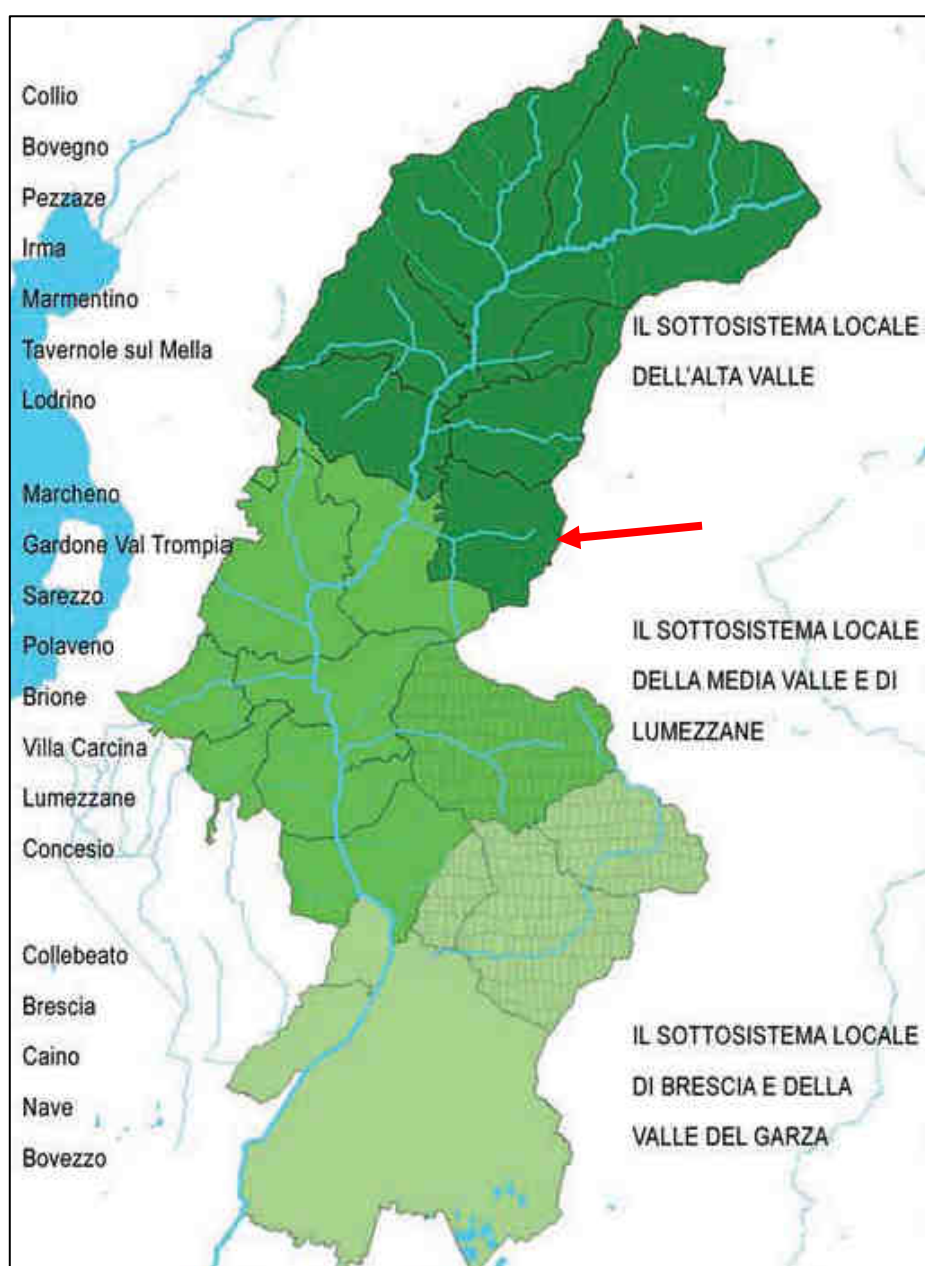 Collio
Bovegno
Pezzaze
Irma
Marmentino
Tavernole sul Mella
Lodrino
Marcheno
Gardone Val Trompia
Sarezzo
Polaveno
Brione
Villa Carcina
Lumezzane
Concesio
Collebeato
Brescia
Caino
Nave
Bovezzo
IL SOTTOSISTEMA LOCALE
DELL'ALTA VALLE
IL SOTTOSISTEMA LOCALE
DELLA MEDIA VALLE E DI
LUMEZZANE
IL SOTTOSISTEMA LOCALE
DI BRESCIA E DELLA
VALLE DEL GARZA